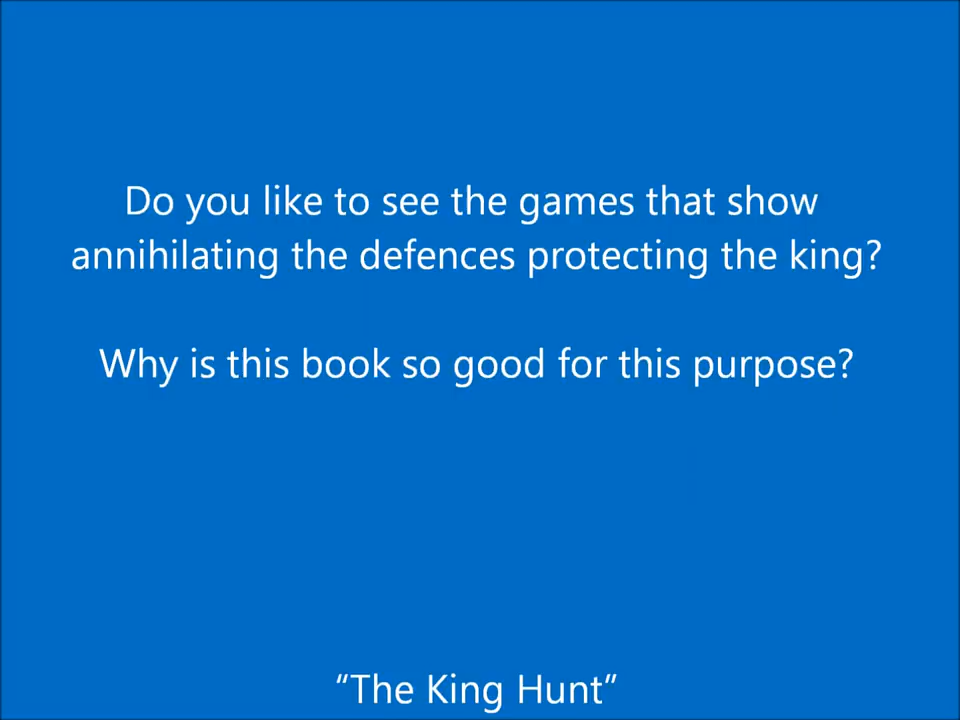 Do you like to see the games that show
annihilating the defences protecting the king?
Why is this book so good for this purpose?
“The King Hunt”